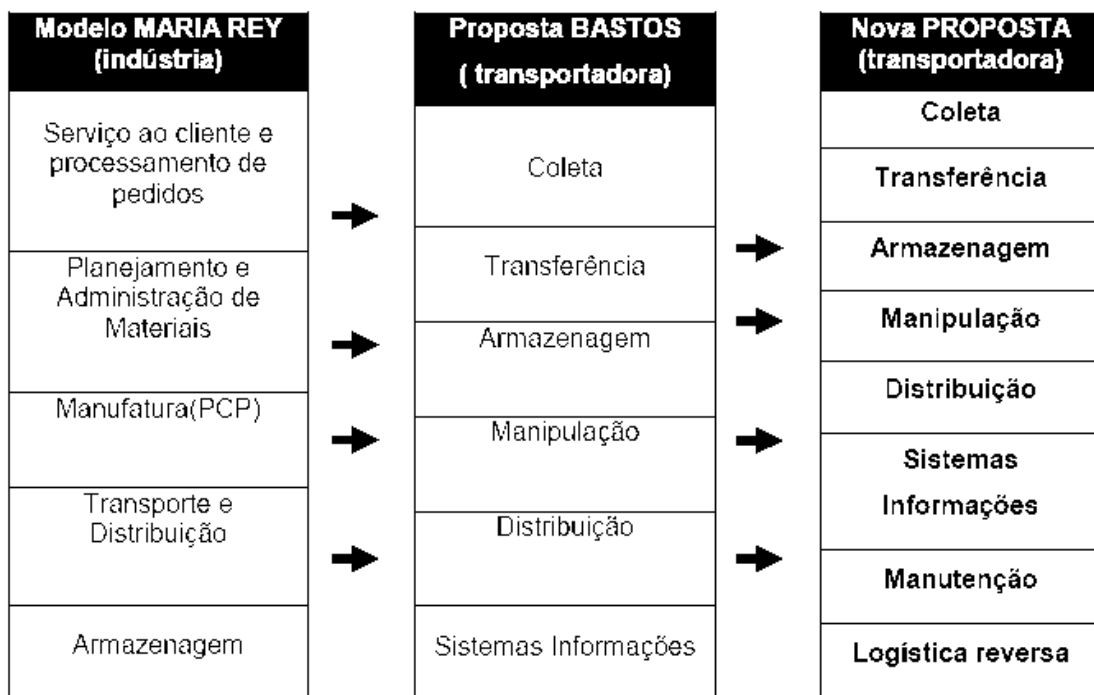 Modelo MARIA REY
(indústria)
Serviço ao cliente e
processamento de
pedidos
Planejamento e
Administração de
Materiais
Manufatura(PCP)
Transporte e
Distribuição
Armazenagem
Proposta BASTOS
( transportadora)
Coleta
Transferência
Armazenagem
Manipulação
Distribuição
Sistemas Informações
Nova PROPOSTA
(transportadora)
Coleta
Transferência
Armazenagem
Manipulação
Distribuição
Sistemas
Informações
Manutenção
Logística reversa